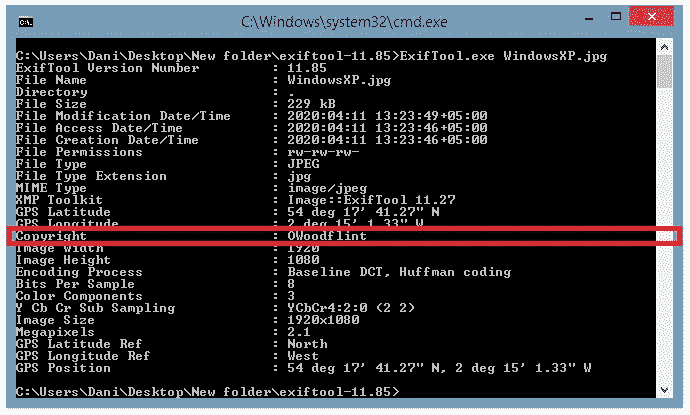 C:\Windows\system32\cmd.exe
C:\Users\Dani\Desktop\New folder\exiftool-11.85>ExifTool.exe WindowsXP.jpg
ExifTool Version Number : 11.85
File Name : WindowsXP.jpg
Directory : .
File Size : 229 kB
File Modification Date/Time : 2020:04:11 13:23:49+05:00
File Access Date/Time : 2020:04:11 13:23:46+05:00
File Creation Date/Time : 2020:04:11 13:23:46+05:00
File Permissions : rw-rw-rw-
File Type : JPEG
File Type Extension : jpg
MIME Type : image/jpeg
XMP Toolkit : Image::ExifTool 11.27
GPS Latitude : 54 deg 17' 41.27" N
GPS Longitude : 2 deg 15' 1.33" W
Copyright : OWoodflint
Image Width : 1920
Image Height : 1080
Encoding Process : Baseline DCT, Huffman coding
Bits Per Sample : 8
Color Components : 3
Y Cb Cr Sub Sampling : YCbCr4:2:0 (2 2)
Image Size : 1920x1080
Megapixels : 2.1
GPS Latitude Ref : North
GPS Longitude Ref : West
GPS Position : 54 deg 17' 41.27" N, 2 deg 15' 1.33" W
C:\Users\Dani\Desktop\New folder\exiftool-11.85>